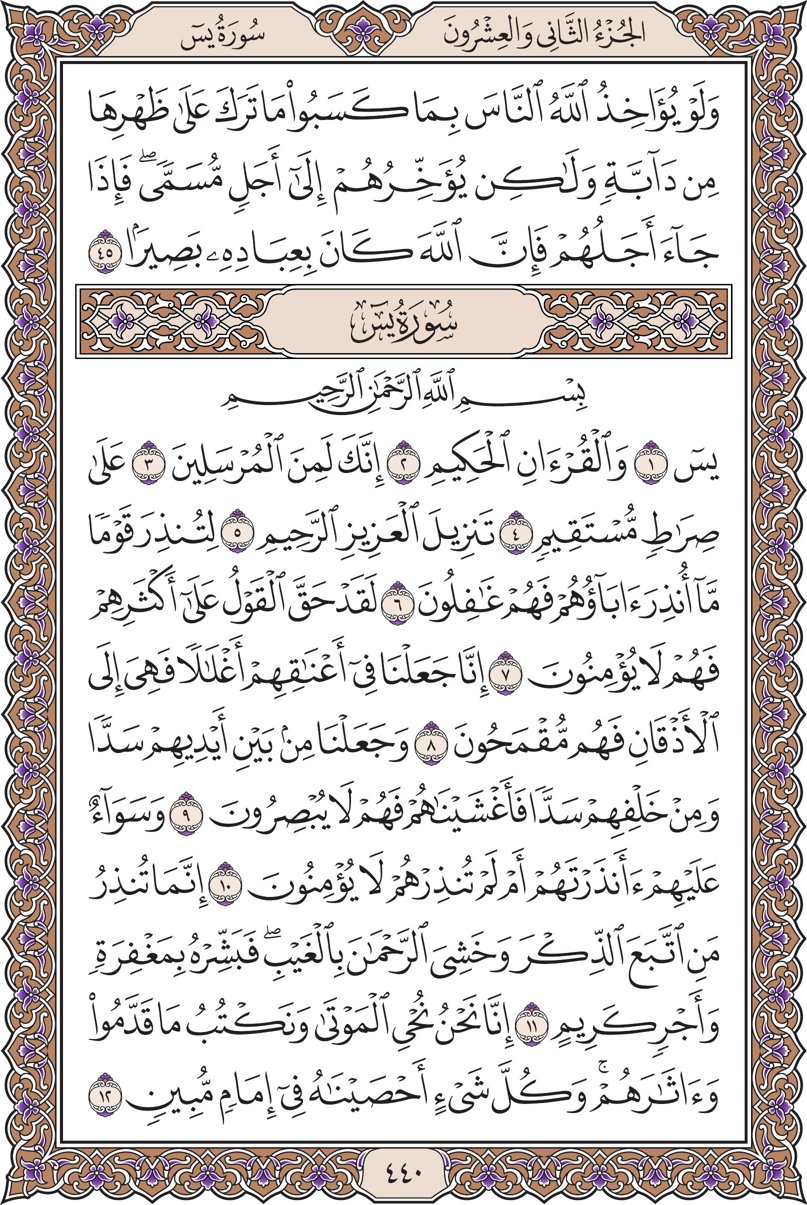 الجُزْءُ الثَّانِى وَالعِشْرُونَ
سُورَةُ يسٓ
وَلَوْ يُؤَاخِذُ ٱللَّهُ ٱلنَّاسَ بِمَا كَسَبُوا۟ مَا تَرَكَ عَلَىٰ ظَهْرِهَا
مِن دَآبَّةٍ وَلَٰكِن يُؤَخِّرُهُمْ إِلَىٰٓ أَجَلٍ مُّسَمًّى ۖ فَإِذَا
جَآءَ أَجَلُهُمْ فَإِنَّ ٱللَّهَ كَانَ بِعِبَادِهِۦ بَصِيرًۢا ٤٥
سُورَةُ يسٓ
بِسْمِ ٱللَّهِ ٱلرَّحْمَٰنِ ٱلرَّحِيمِ
يسٓ ١ وَٱلْقُرْءَانِ ٱلْحَكِيمِ ٢ إِنَّكَ لَمِنَ ٱلْمُرْسَلِينَ ٣ عَلَىٰ
صِرَٰطٍ مُّسْتَقِيمٍ ٤ تَنزِيلَ ٱلْعَزِيزِ ٱلرَّحِيمِ ٥ لِتُنذِرَ قَوْمًا
مَّآ أُنذِرَ ءَابَآؤُهُمْ فَهُمْ غَٰفِلُونَ ٦ لَقَدْ حَقَّ ٱلْقَوْلُ عَلَىٰٓ أَكْثَرِهِمْ
فَهُمْ لَا يُؤْمِنُونَ ٧ إِنَّا جَعَلْنَا فِىٓ أَعْنَٰقِهِمْ أَغْلَٰلًا فَهِىَ إِلَى
ٱلْأَذْقَانِ فَهُم مُّقْمَحُونَ ٨ وَجَعَلْنَا مِنۢ بَيْنِ أَيْدِيهِمْ سَدًّا
وَمِنْ خَلْفِهِمْ سَدًّا فَأَغْشَيْنَٰهُمْ فَهُمْ لَا يُبْصِرُونَ ٩ وَسَوَآءٌ
عَلَيْهِمْ ءَأَنذَرْتَهُمْ أَمْ لَمْ تُنذِرْهُمْ لَا يُؤْمِنُونَ ١٠ إِنَّمَا تُنذِرُ
مَنِ ٱتَّبَعَ ٱلذِّكْرَ وَخَشِىَ ٱلرَّحْمَٰنَ بِٱلْغَيْبِ ۖ فَبَشِّرْهُ بِمَغْفِرَةٍ
وَأَجْرٍ كَرِيمٍ ١١ إِنَّا نَحْنُ نُحْىِ ٱلْمَوْتَىٰ وَنَكْتُبُ مَا قَدَّمُوا۟
وَءَاثَٰرَهُمْ ۚ وَكُلَّ شَىْءٍ أَحْصَيْنَٰهُ فِىٓ إِمَامٍ مُّبِينٍ ١٢
٤٤٠